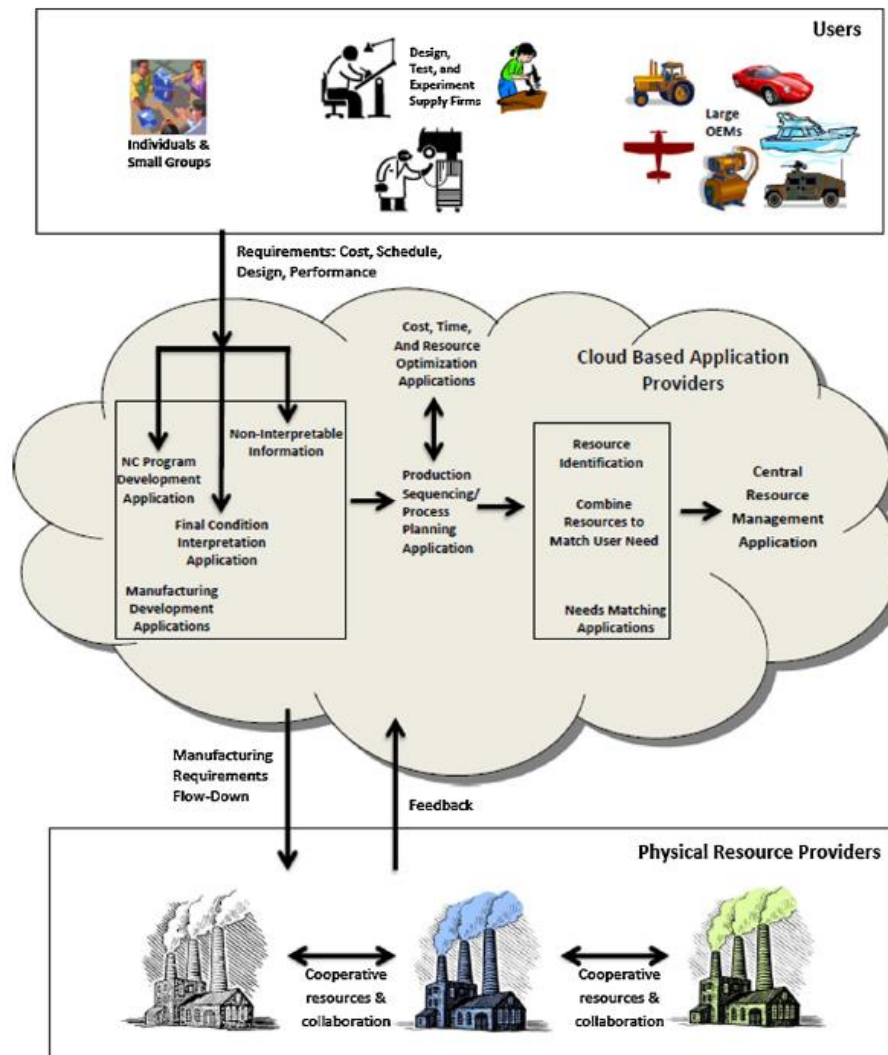 Users
Individuals &
Small Groups
Design,
Test, and
Experiment
Supply Firms
Large
OEMs
Requirements: Cost, Schedule,
Design, Performance
Cloud Based Application
Providers
NC Program
Development
Application
Non-Interpretable
Information
Final Condition
Interpretation
Application
Manufacturing
Development
Applications
Cost, Time,
And Resource
Optimization
Applications
Production
Sequencing/
Process
Planning
Application
Resource
Identification
Combine
Resources to
Match User Need
Needs Matching
Applications
Central
Resource
Management
Application
Manufacturing
Requirements
Flow-Down
Feedback
Physical Resource Providers
Cooperative
resources &
collaboration
Cooperative
resources &
collaboration